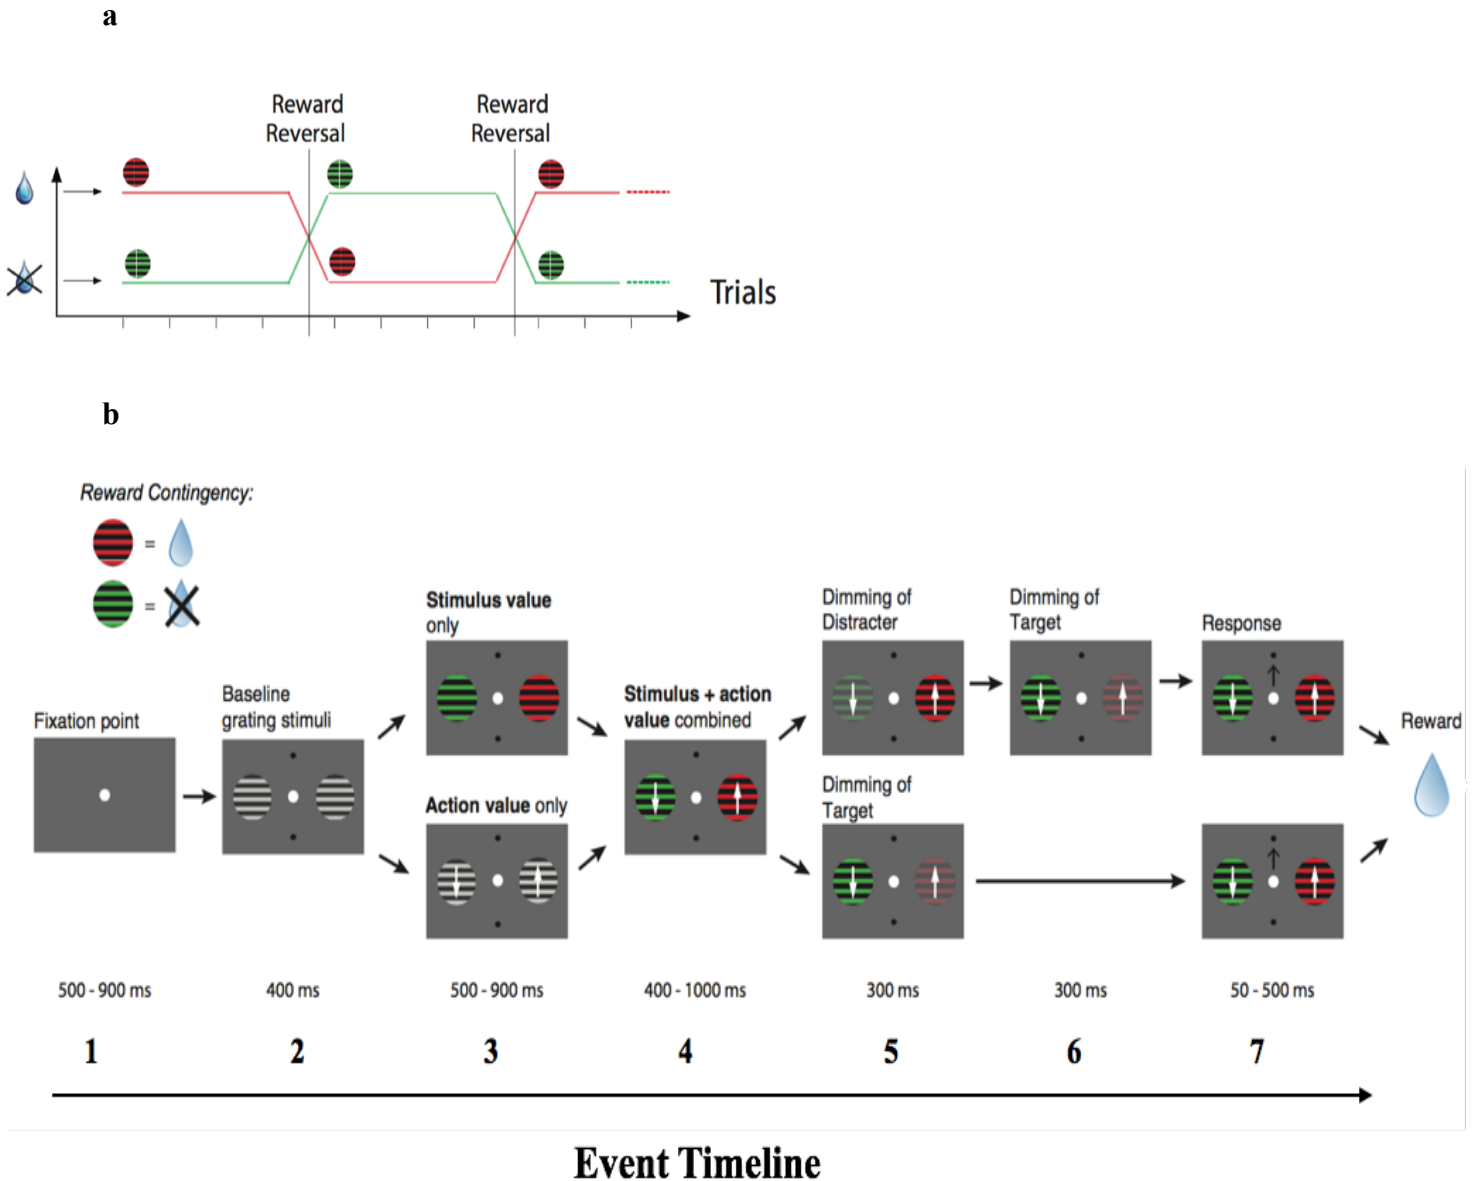 a
Reward
Reversal
Reward
Reversal
Trials
b
Reward Contingency:
=
=
Fixation point
Baseline
grating stimuli
Stimulus value
only
Action value only
Stimulus + action
value combined
Dimming of
Distracter
Dimming of
Target
Dimming of
Target
Response
Reward
500 - 900 ms
400 ms
500 - 900 ms
400 - 1000 ms
300 ms
300 ms
50 - 500 ms
1
2
3
4
5
6
7
Event Timeline